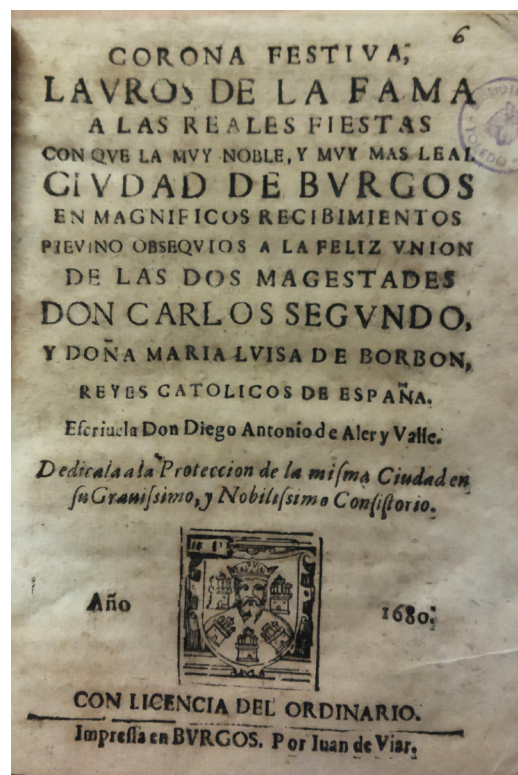 6
CORONA FESTIVA,
LAVROS DE LA FAMA
A LAS REALES FIESTAS
CON QVE LA MVY NOBLE, Y MVY MAS LEAL
CIVDAD DE BVRGOS
EN MAGNIFICOS RECIBIMIENTOS
PREVINO OBSEQVIOS A LA FELIZ VNION
DE LAS DOS MAGESTADES
DON CARLOS SEGVNDO,
Y DOÑA MARIA LVISA DE BORBON,
REYES CATOLICOS DE ESPAÑA.
Eſcriuela Don Diego Antonio de Aler y Valle.
Dedicala a la Proteccion de la miſma Ciudad en
ſu Grauiſsimo, y Nobiliſsimo Conſiſtorio.
Año 1680.
CON LICENCIA DEL ORDINARIO.
Impreſſa en BVRGOS. Por Iuan de Viar.